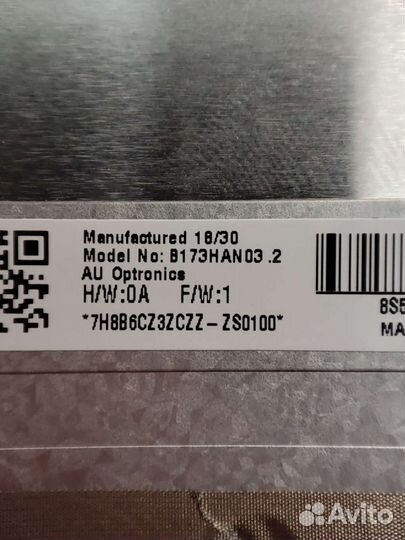 Manufactured 18/30
Model No: B173HAN03 .2
AU Optronics
H/W:0A F/W:1
*7H8B6CZ3ZCZZ-ZS0100*
8S5
MA
Avito